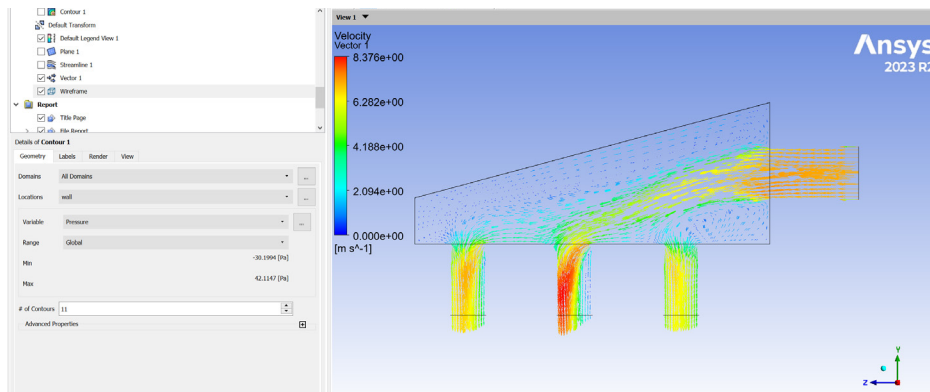 Contour 1
Default Transform
Default Legend View 1
Plane 1
Streamline 1
Vector 1
Wireframe
Report
Title Page
File Report
Details of Contour 1
Geometry Labels Render View
Domains All Domains ...
Locations wall ...
Variable Pressure ...
Range Global
Min -30.1994 [Pa]
Max 42.1147 [Pa]
# of Contours 11
Advanced Properties
View 1
Velocity
Vector 1
8.376e+00
6.282e+00
4.188e+00
2.094e+00
0.000e+00
[m s^-1]
Ansys
2023 R2
Y
Z